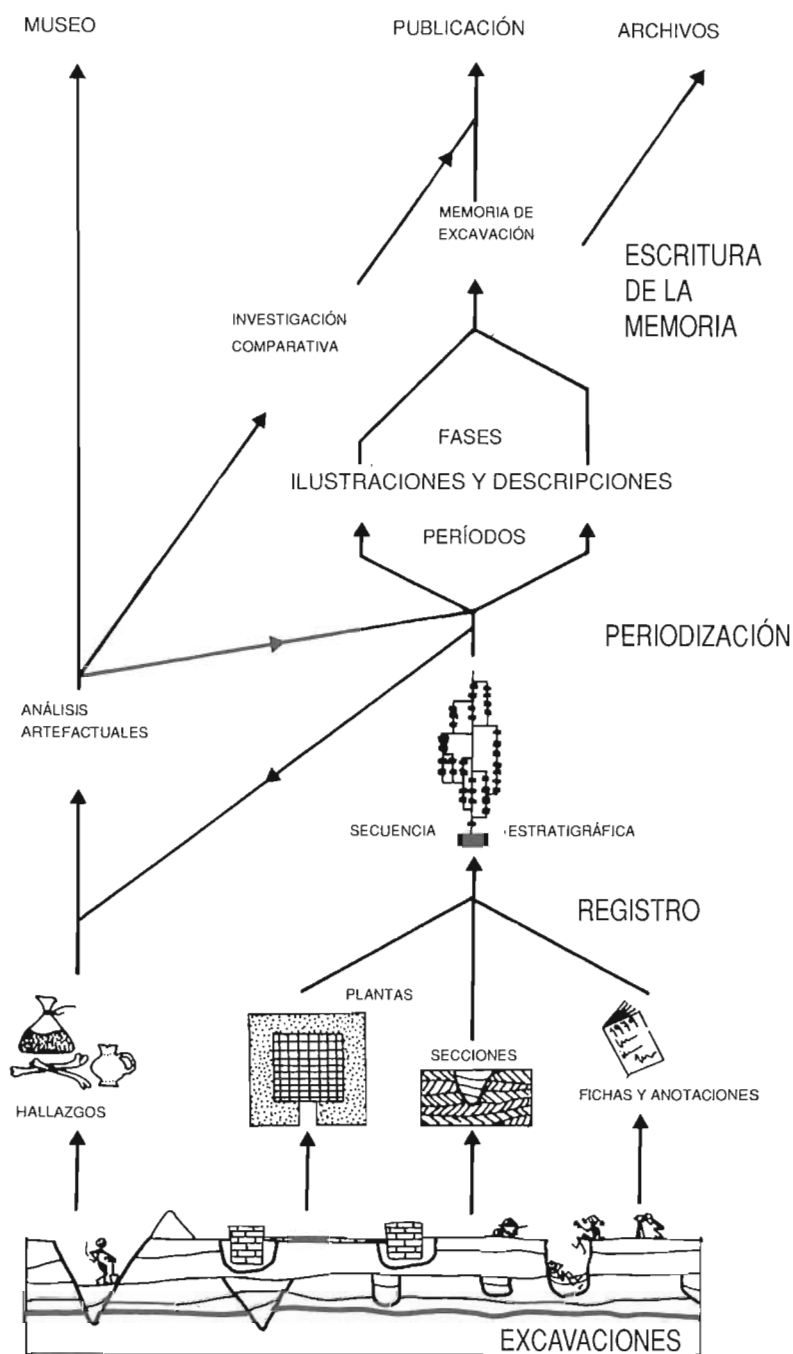 MUSEO
PUBLICACIÓN
ARCHIVOS
MEMORIA DE
EXCAVACIÓN
ESCRITURA
DE LA
MEMORIA
INVESTIGACIÓN
COMPARATIVA
FASES
ILUSTRACIONES Y DESCRIPCIONES
PERÍODOS
PERIODIZACIÓN
ANÁLISIS
ARTEFACTUALES
SECUENCIA ESTRATIGRÁFICA
REGISTRO
PLANTAS
1979
SECCIONES
FICHAS Y ANOTACIONES
HALLAZGOS
EXCAVACIONES